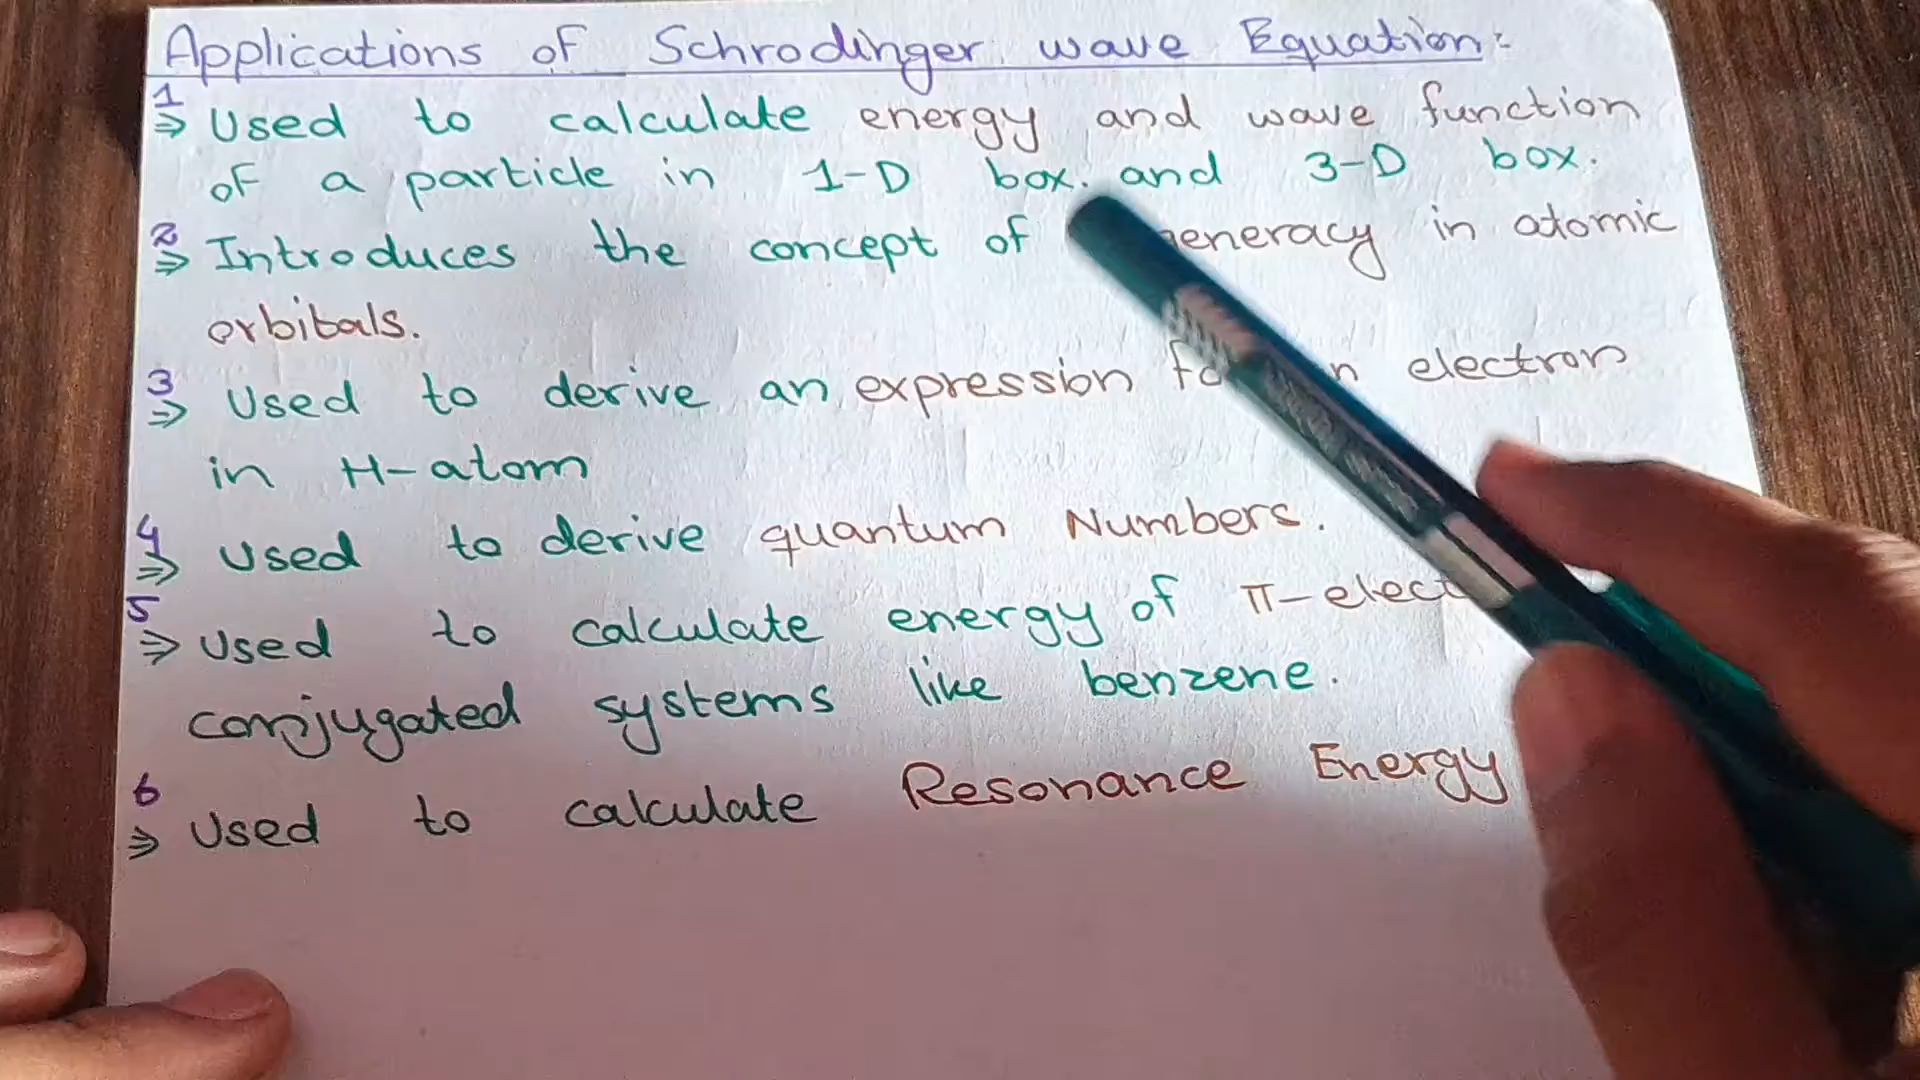 Applications of Schrodinger wave Equation:
1
⇒ Used to calculate energy and wave function
of a particle in 1-D box. and 3-D box.
2
⇒ Introduces the concept of in atomic
orbitals.
3
⇒ Used to derive an expression electron
in H-atom
4
⇒ Used to derive quantum Numbers.
5
⇒ Used to calculate energy of
conjugated systems like benzene.
6
⇒ Used to calculate Resonance Energy